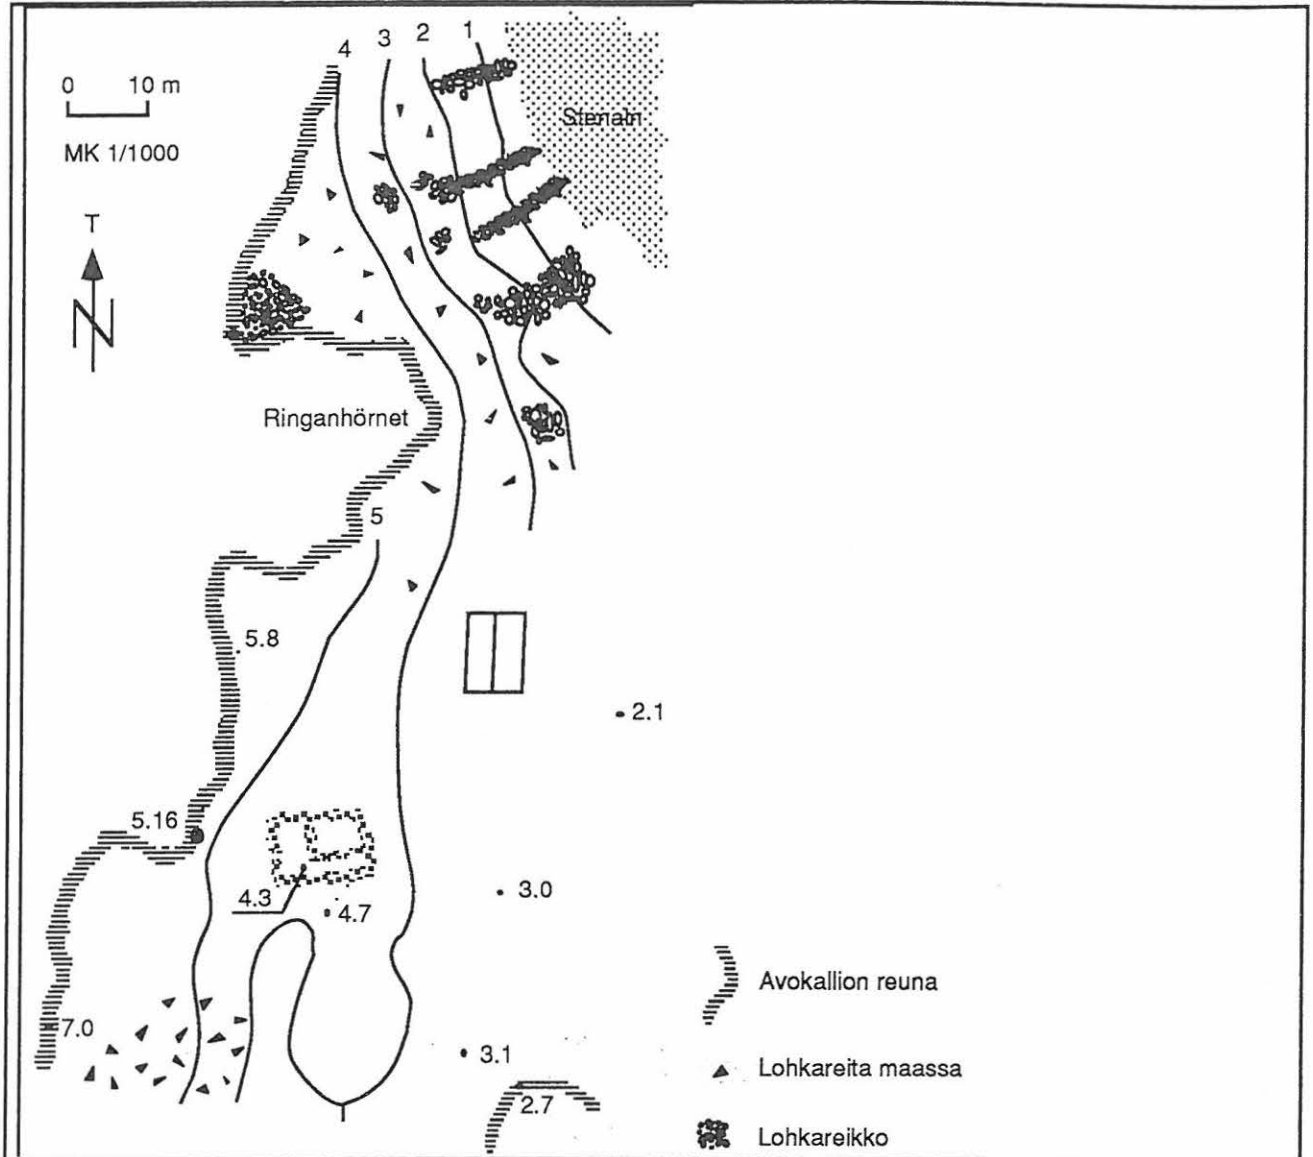 4 3 2 1
0 10 m
MK 1/1000
T
N
Ringanhörnet
5
5.8
2.1
5.16
4.3
4.7
3.0
7.0
3.1
2.7
Avokallion reuna
Lohkareita maassa
Lohkareikko